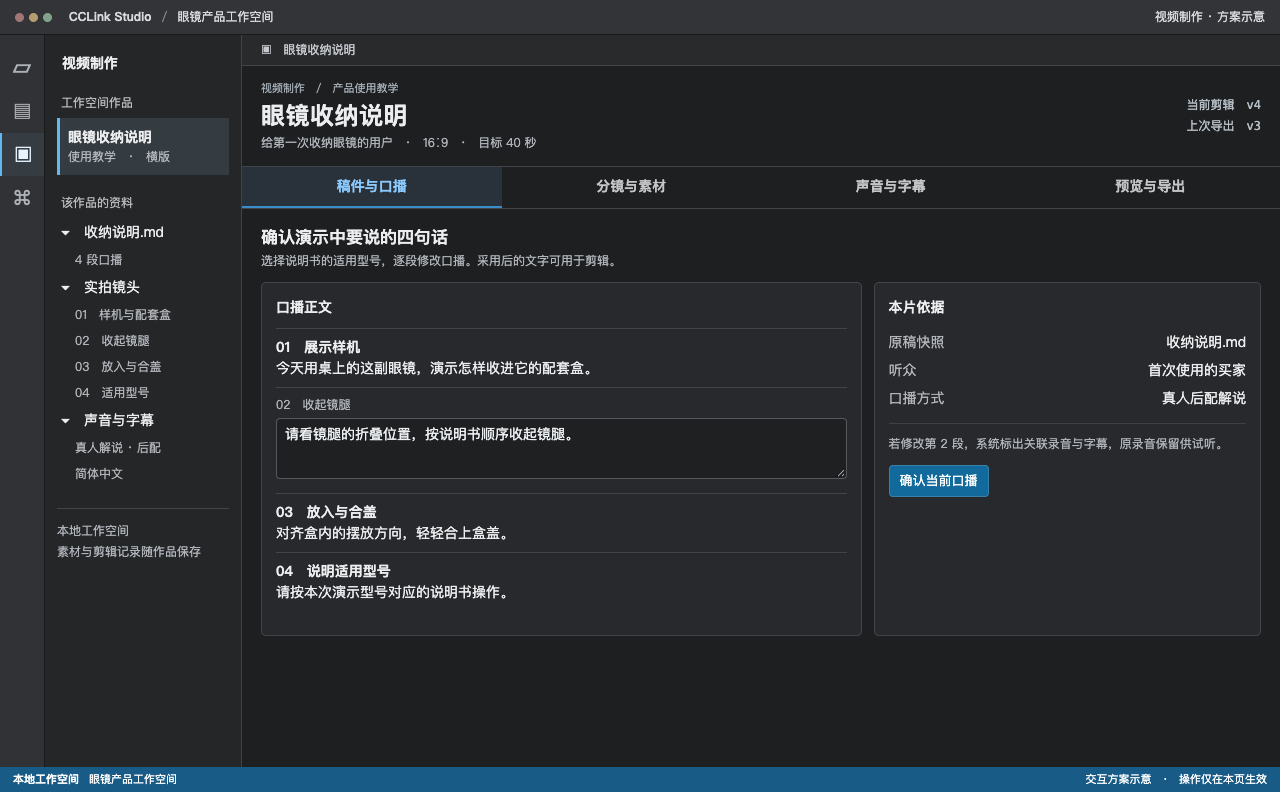 CCLink Studio / 眼镜产品工作空间
视频制作 · 方案示意
视频制作
工作空间作品
眼镜收纳说明
使用教学 · 横版
该作品的资料
收纳说明.md
4 段口播
实拍镜头
01 样机与配套盒
02 收起镜腿
03 放入与合盖
04 适用型号
声音与字幕
真人解说 · 后配
简体中文
本地工作空间
素材与剪辑记录随作品保存
眼镜收纳说明
视频制作 / 产品使用教学
眼镜收纳说明
给第一次收纳眼镜的用户 · 16:9 · 目标 40 秒
当前剪辑 v4
上次导出 v3
稿件与口播
分镜与素材
声音与字幕
预览与导出
确认演示中要说的四句话
选择说明书的适用型号，逐段修改口播。采用后的文字可用于剪辑。
口播正文
01 展示样机
今天用桌上的这副眼镜，演示怎样收进它的配套盒。
02 收起镜腿
请看镜腿的折叠位置，按说明书顺序收起镜腿。
03 放入与合盖
对齐盒内的摆放方向，轻轻合上盒盖。
04 说明适用型号
请按本次演示型号对应的说明书操作。
本片依据
原稿快照 收纳说明.md
听众 首次使用的买家
口播方式 真人后配解说
若修改第 2 段，系统标出关联录音与字幕，原录音保留供试听。
确认当前口播
本地工作空间 眼镜产品工作空间
交互方案示意 · 操作仅在本页生效